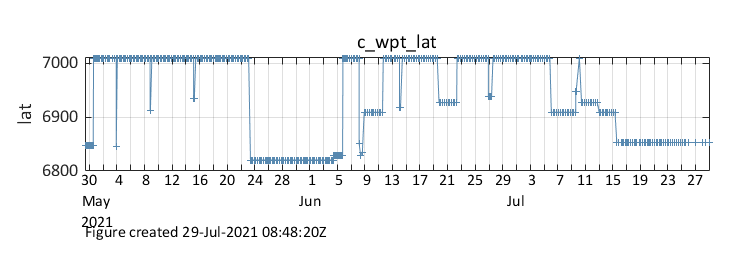 c_wpt_lat
7000
6900
6800
lat
30 4 8 12 16 20 24 28 1 5 9 13 17 21 25 29 3 7 11 15 19 23 27
May Jun Jul
2021
Figure created 29-Jul-2021 08:48:20Z